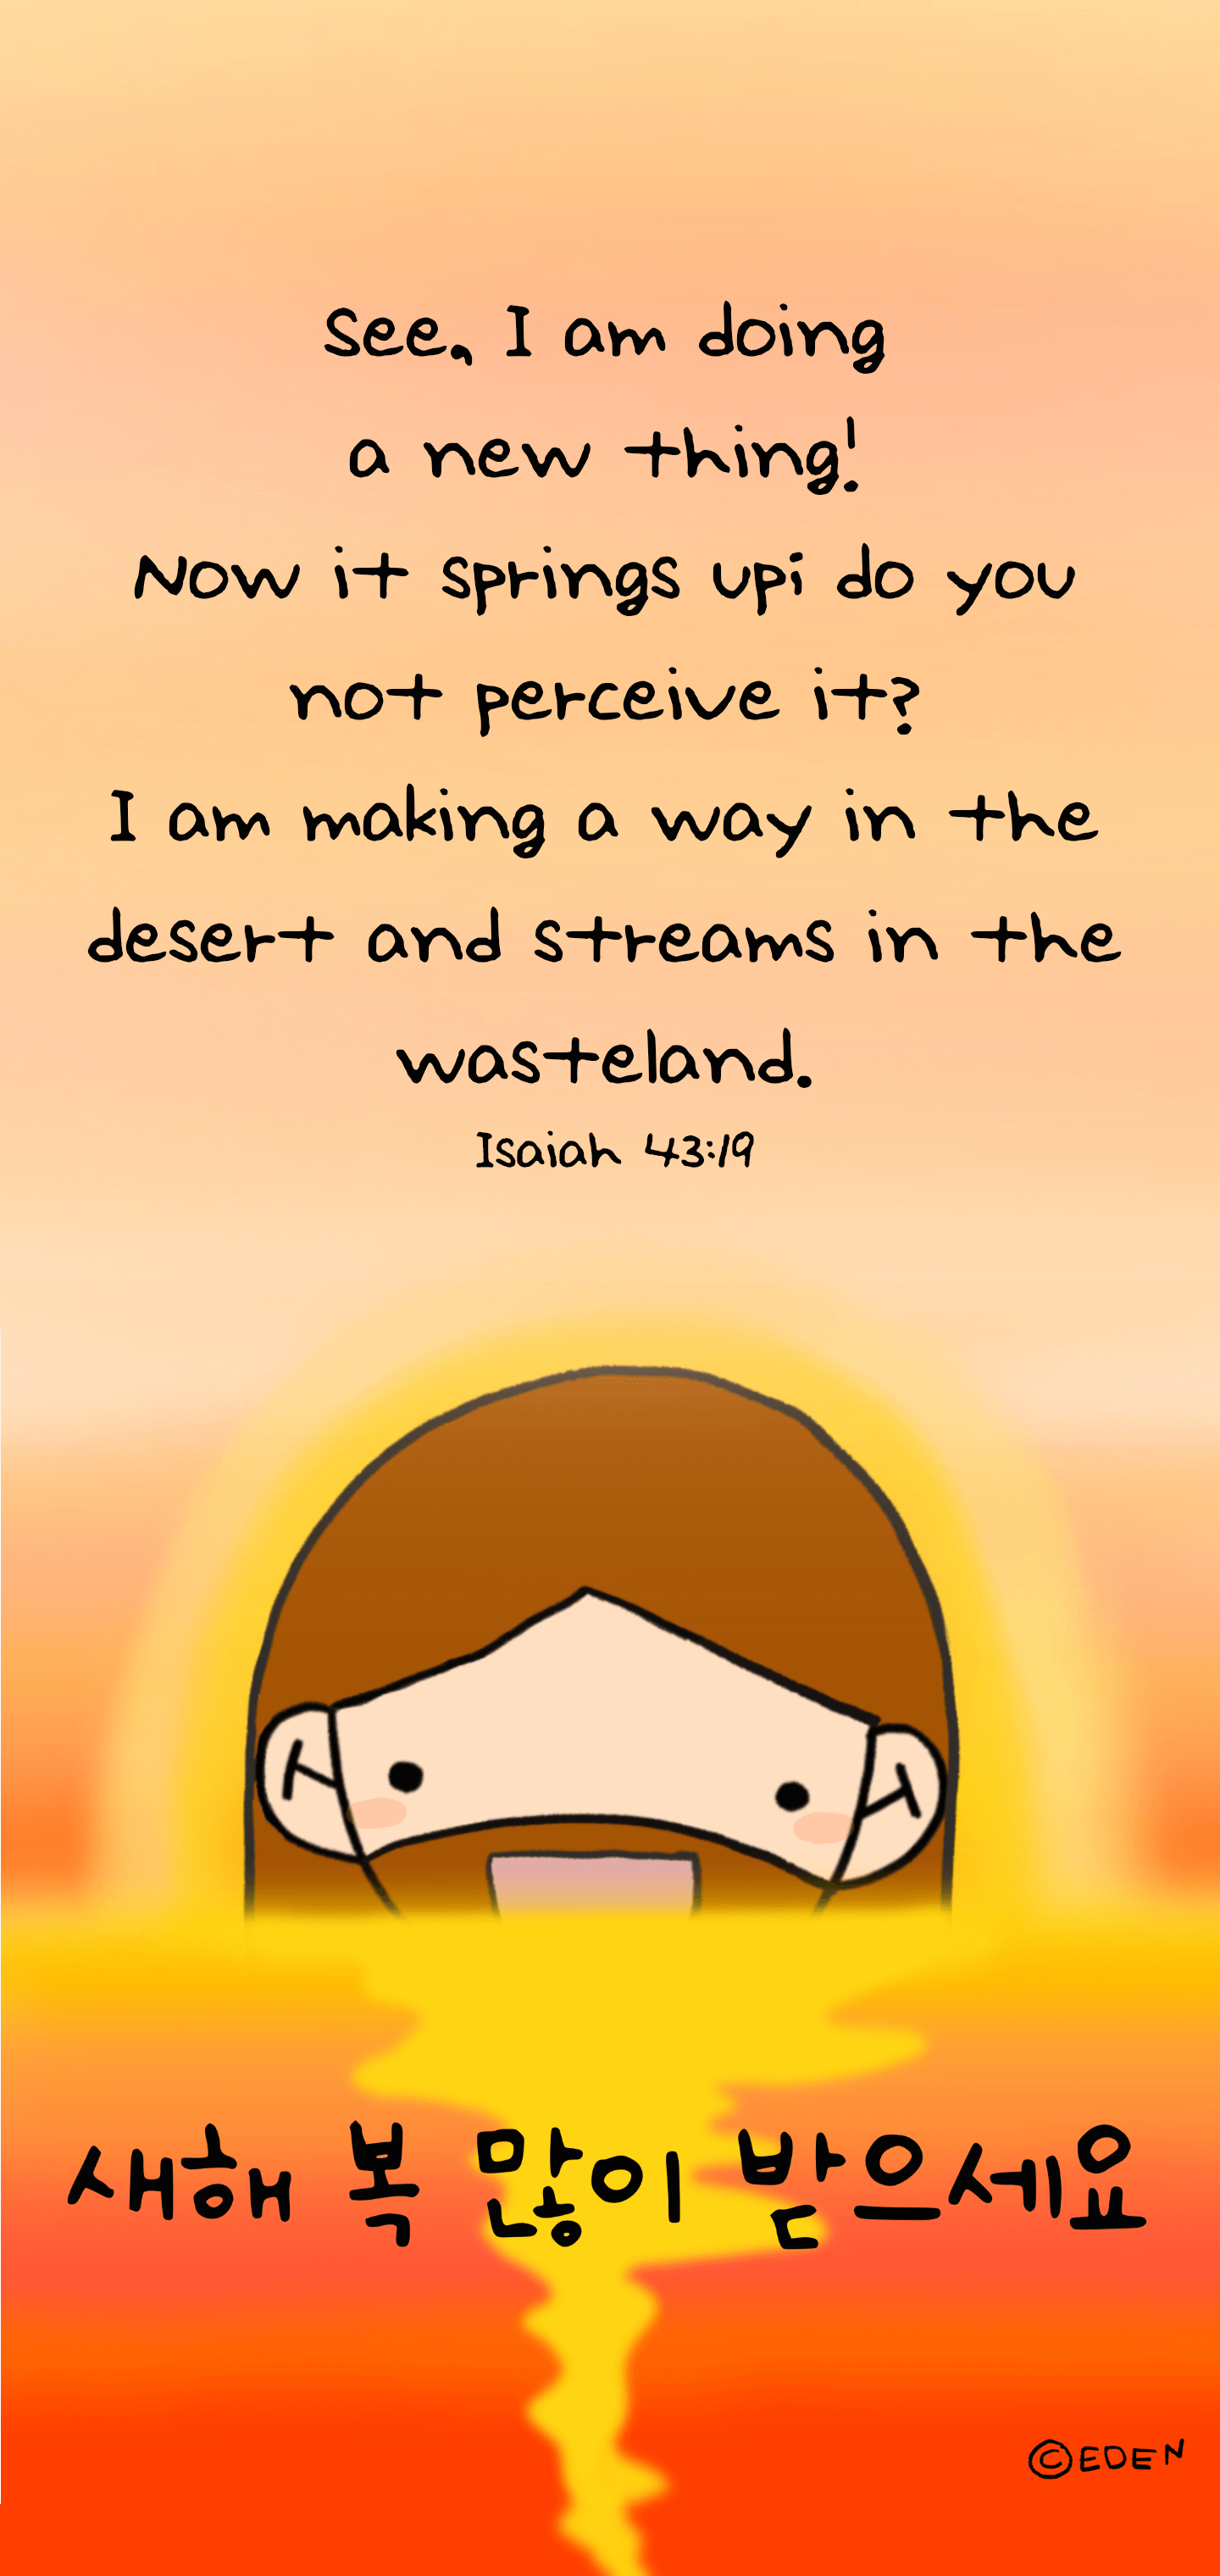 See, I am doing
a new thing!
Now it springs up¡ do you
not perceive it?
I am making a way in the
desert and streams in the
wasteland.
Isaiah 43:19
새해 복 많이 받으세요
©EDEN